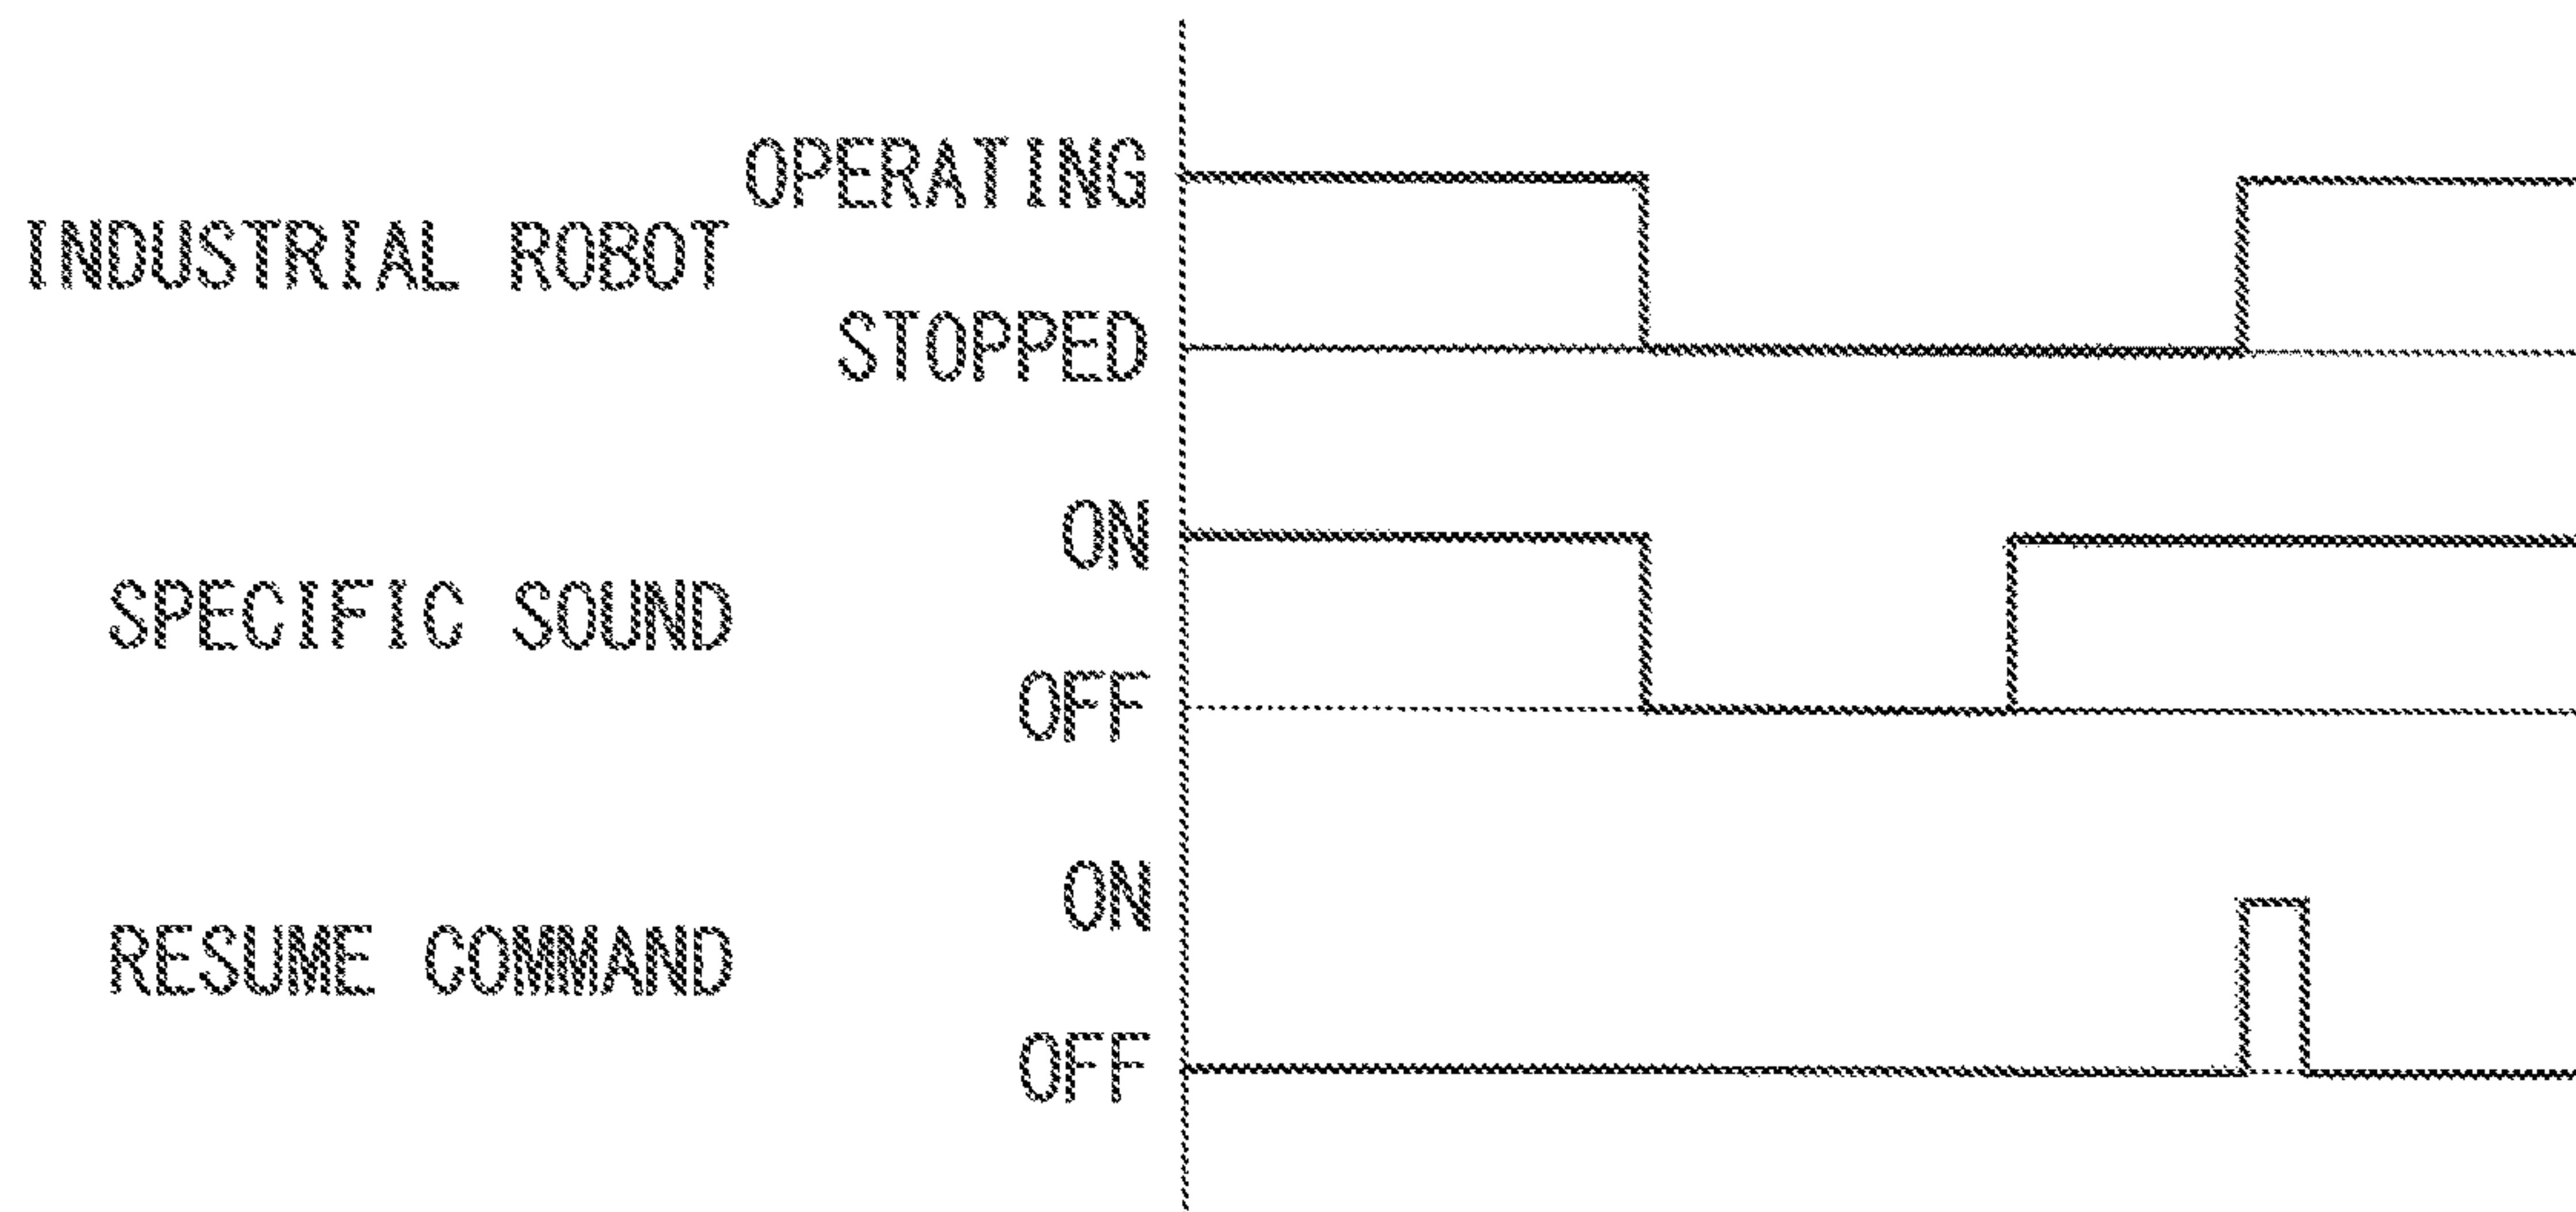 OPERATING
INDUSTRIAL ROBOT
STOPPED
ON
SPECIFIC SOUND
OFF
ON
RESUME COMMAND
OFF